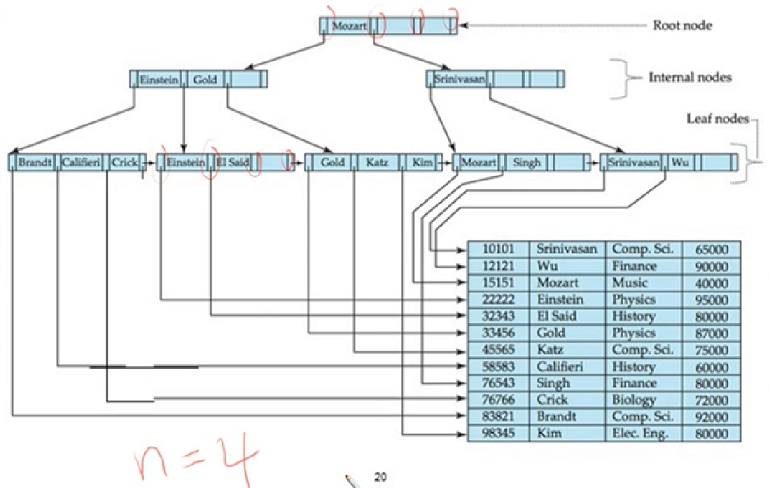 Mozart
Root node
Einstein Gold
Srinivasan
Internal nodes
Leaf nodes
Brandt Califieri Crick Einstein El Said Gold Katz Kim Mozart Singh Srinivasan Wu
10101 Srinivasan Comp. Sci. 65000
12121 Wu Finance 90000
15151 Mozart Music 40000
22222 Einstein Physics 95000
32343 El Said History 80000
33456 Gold Physics 87000
45565 Katz Comp. Sci. 75000
58583 Califieri History 60000
76543 Singh Finance 80000
76766 Crick Biology 72000
83821 Brandt Comp. Sci. 92000
98345 Kim Elec. Eng. 80000
n=4
20